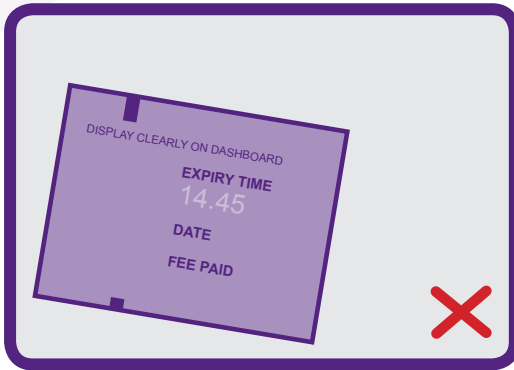 DISPLAY CLEARLY ON DASHBOARD
EXPIRY TIME
14.45
DATE
FEE PAID